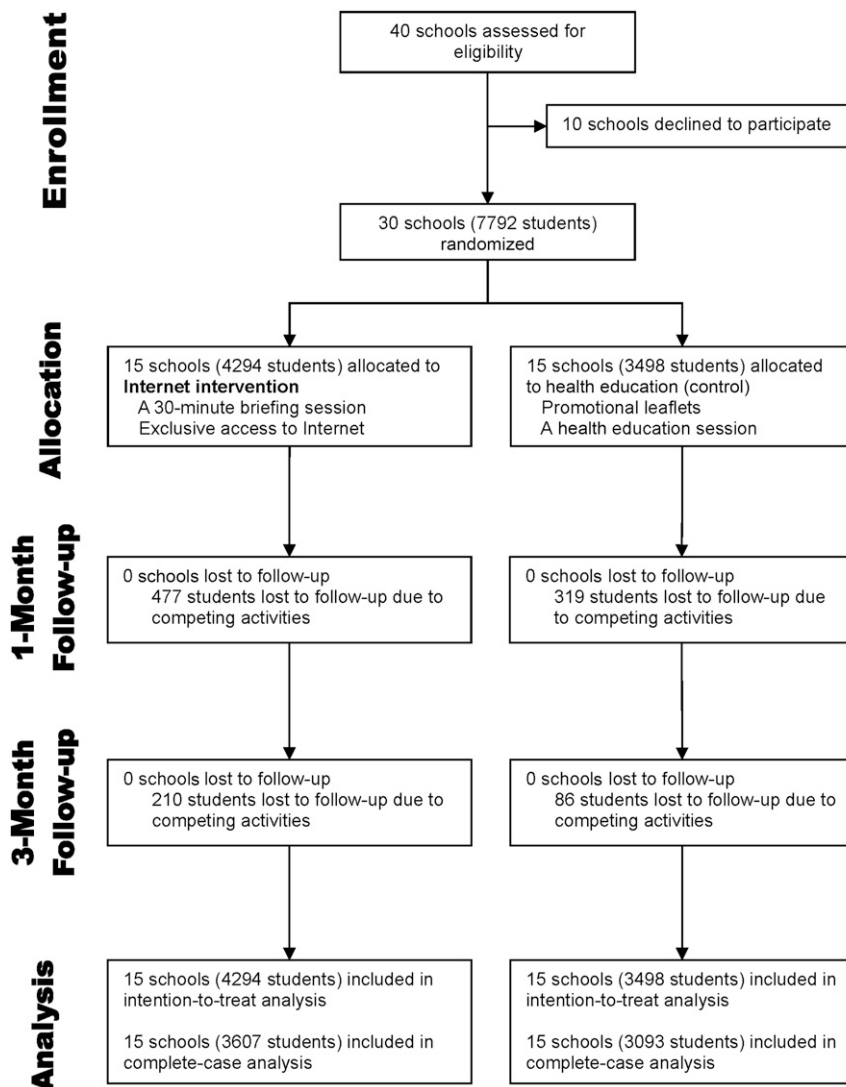 Enrollment
40 schools assessed for
eligibility
10 schools declined to participate
30 schools (7792 students)
randomized
Allocation
15 schools (4294 students) allocated to
Internet intervention
A 30-minute briefing session
Exclusive access to Internet
15 schools (3498 students) allocated
to health education (control)
Promotional leaflets
A health education session
1-Month
Follow-up
0 schools lost to follow-up
477 students lost to follow-up due to
competing activities
0 schools lost to follow-up
319 students lost to follow-up due
to competing activities
3-Month
Follow-up
0 schools lost to follow-up
210 students lost to follow-up due to
competing activities
0 schools lost to follow-up
86 students lost to follow-up due to
competing activities
Analysis
15 schools (4294 students) included in
intention-to-treat analysis
15 schools (3607 students) included in
complete-case analysis
15 schools (3498 students) included in
intention-to-treat analysis
15 schools (3093 students) included in
complete-case analysis